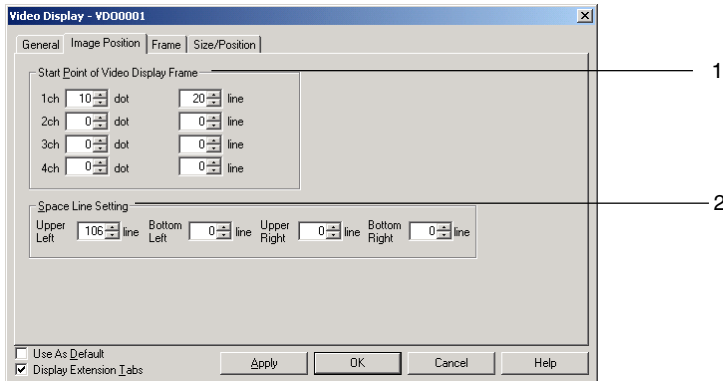 Video Display - VDO0001
General Image Position Frame Size/Position
Start Point of Video Display Frame
1
1ch 10 dot 20 line
2ch 0 dot 0 line
3ch 0 dot 0 line
4ch 0 dot 0 line
Space Line Setting
2
Upper Left 106 line Bottom Left 0 line Upper Right 0 line Bottom Right 0 line
Use As Default
Display Extension Tabs
Apply OK Cancel Help